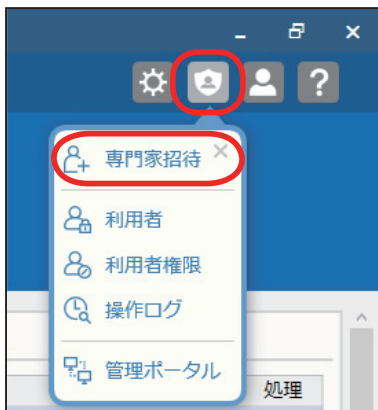 専門家招待
利用者
利用者権限
操作ログ
管理ポータル
処理